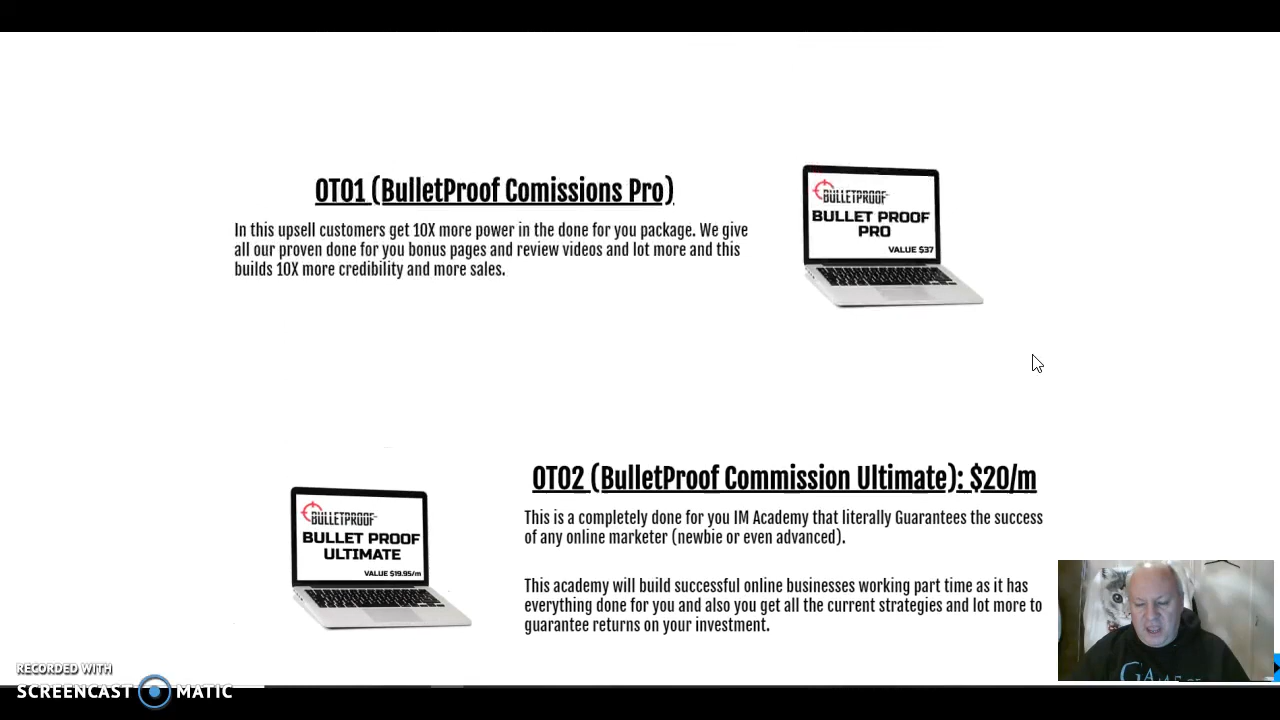 OTO1 (BulletProof Comissions Pro)
In this upsell customers get 10X more power in the done for you package. We give
all our proven done for you bonus pages and review videos and lot more and this
builds 10X more credibility and more sales.
BULLETPROOF
BULLET PROOF
PRO
VALUE $37
OTO2 (BulletProof Commission Ultimate): $20/m
This is a completely done for you IM Academy that literally Guarantees the success
of any online marketer (newbie or even advanced).
This academy will build successful online businesses working part time as it has
everything done for you and also you get all the current strategies and lot more to
guarantee returns on your investment.
BULLETPROOF
BULLET PROOF
ULTIMATE
VALUE $19.95/m
GAME OF
RECORDED WITH
SCREENCAST MATIC